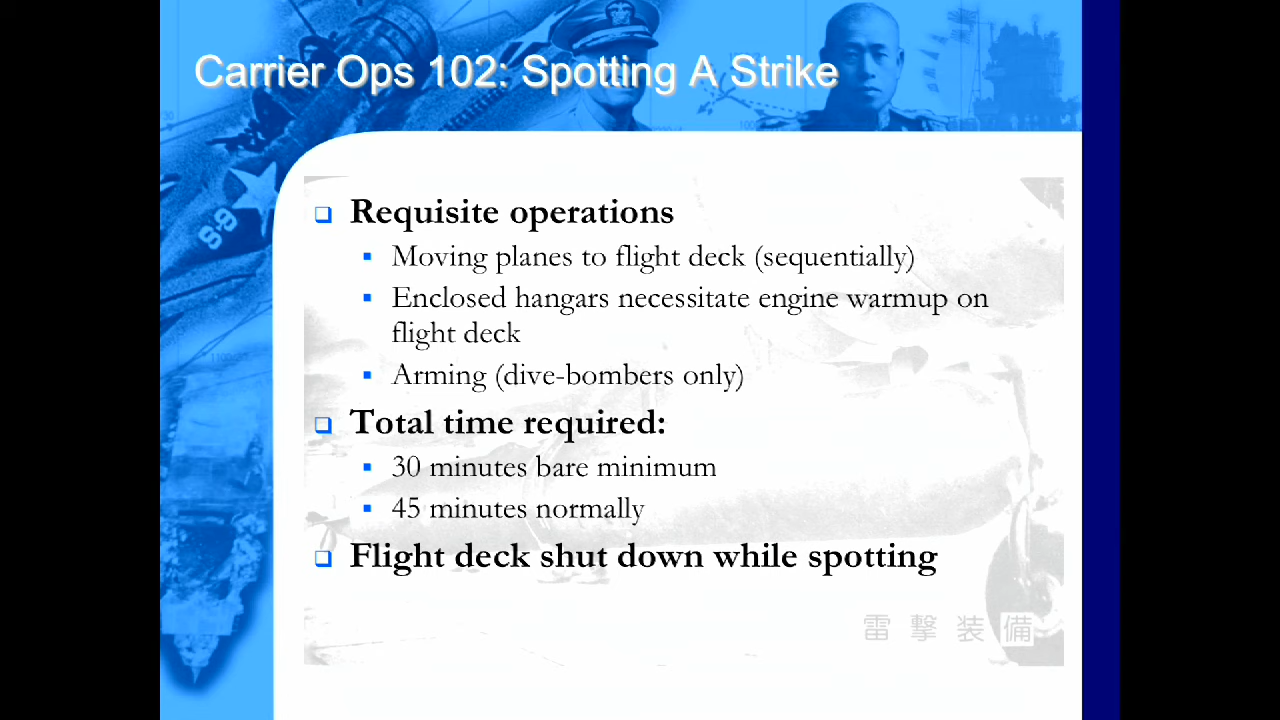 Carrier Ops 102: Spotting A Strike
S-9
Requisite operations
Moving planes to flight deck (sequentially)
Enclosed hangars necessitate engine warmup on
flight deck
Arming (dive-bombers only)
Total time required:
30 minutes bare minimum
45 minutes normally
Flight deck shut down while spotting
雷撃装備